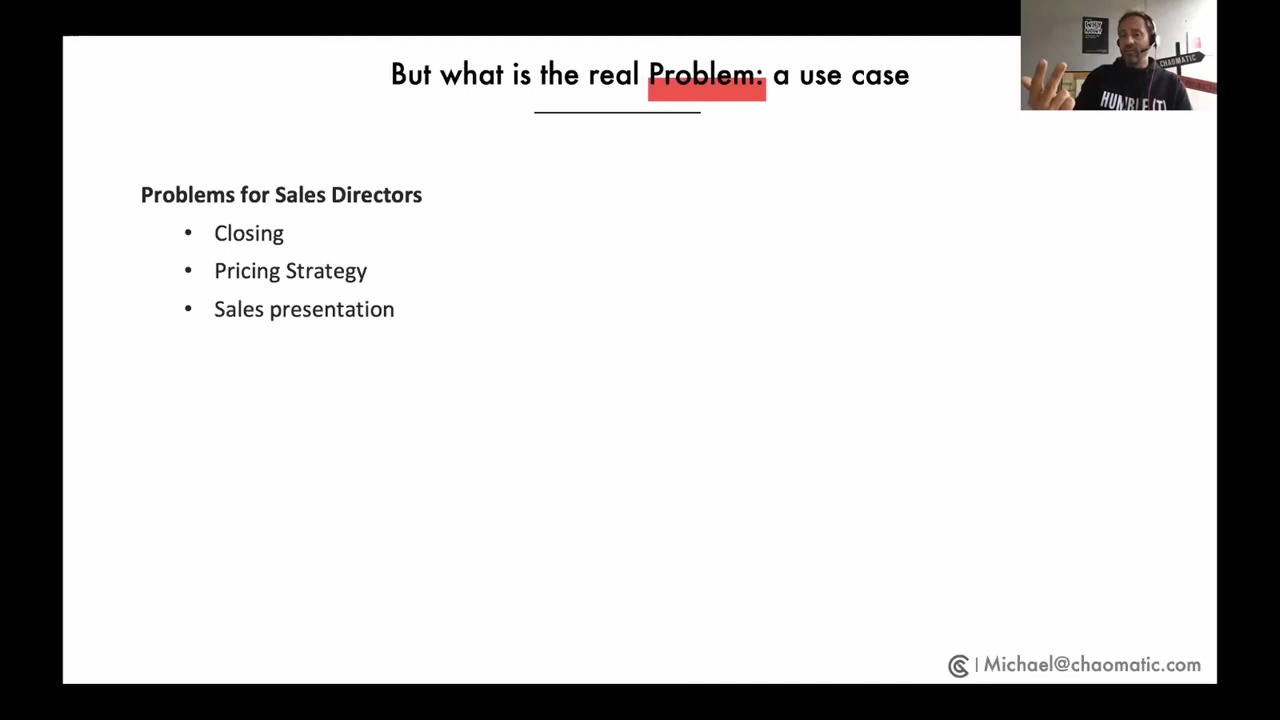 But what is the real Problem: a use case
CHAOMATIC
Problems for Sales Directors
• Closing
• Pricing Strategy
• Sales presentation
| Michael@chaomatic.com